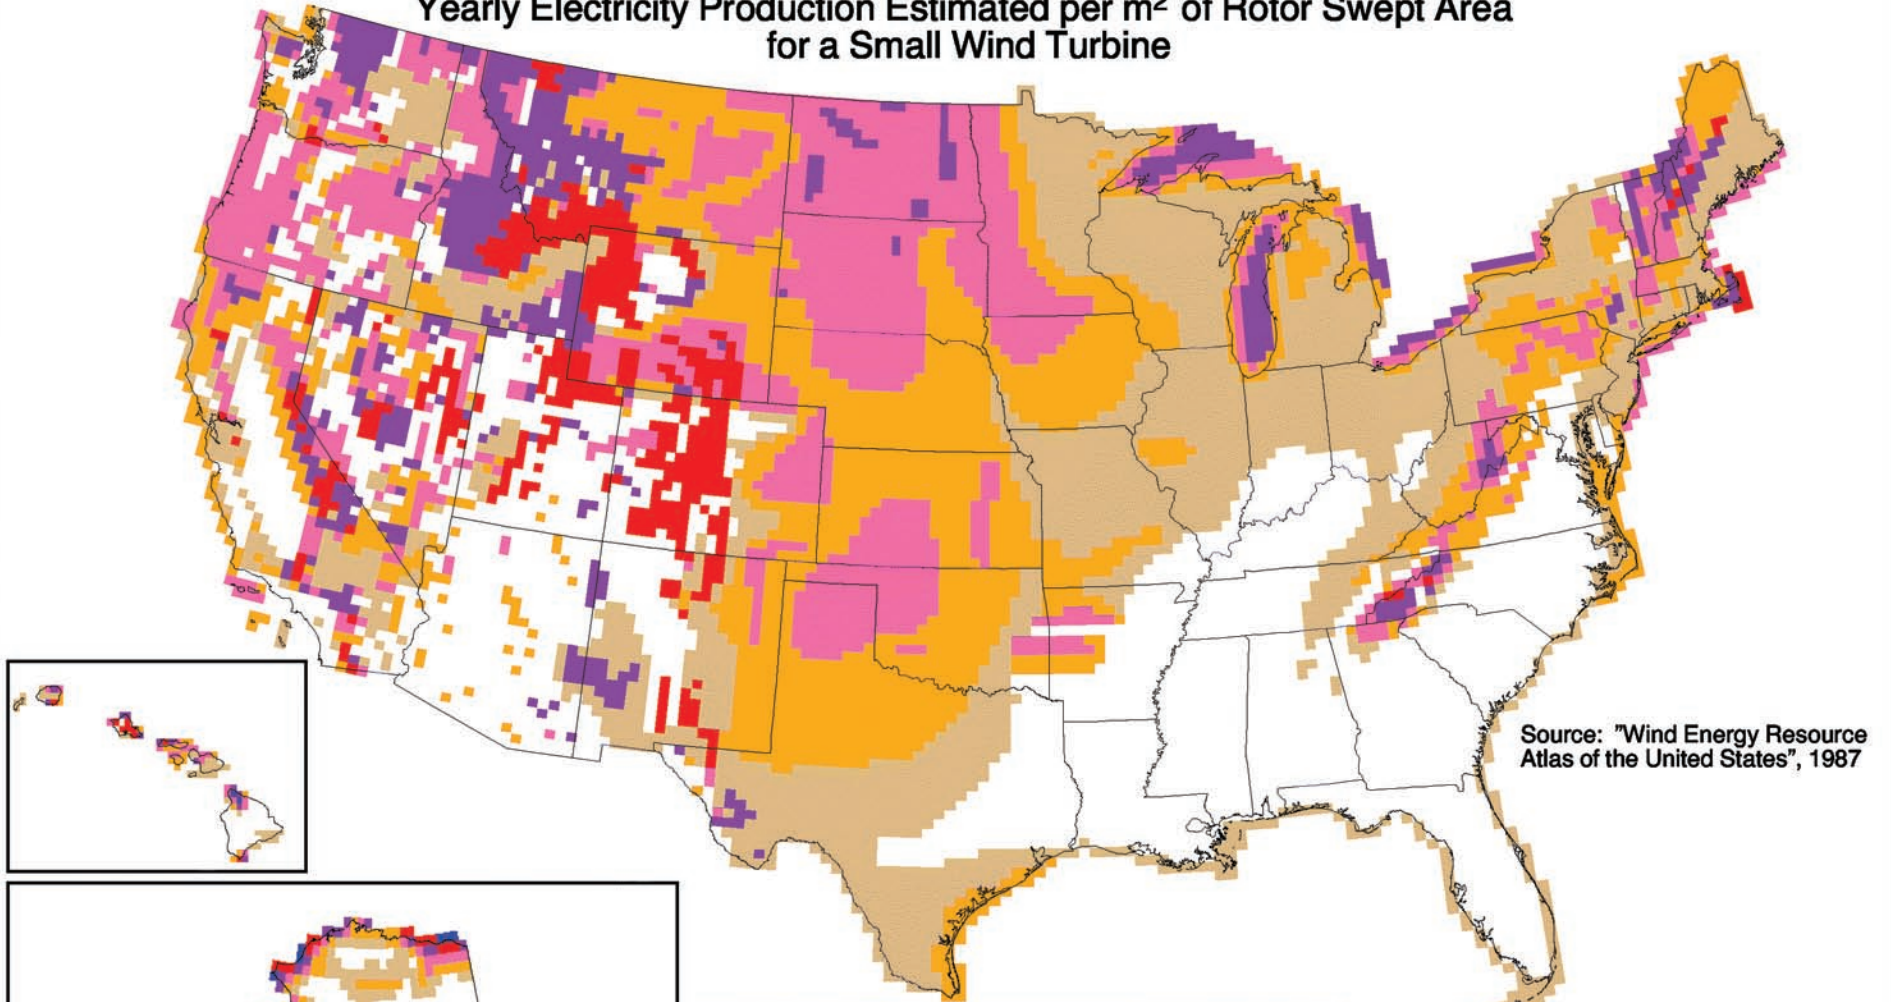 Yearly Electricity Production Estimated per m² of Rotor Swept Area
for a Small Wind Turbine
Source: "Wind Energy Resource
Atlas of the United States", 1987